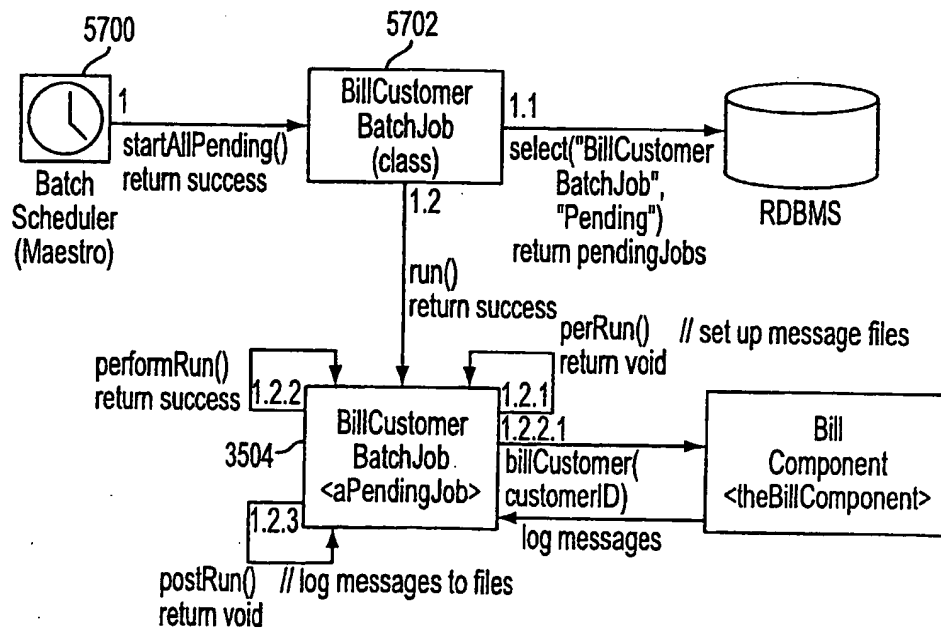 5700
5702
1
startAllPending()
return success
Batch
Scheduler
(Maestro)
BillCustomer
BatchJob
(class)
1.1
select("BillCustomer
BatchJob",
"Pending")
return pendingJobs
RDBMS
1.2
run()
return success
perRun() // set up message files
return void
performRun()
return success
1.2.2
1.2.1
3504
BillCustomer
BatchJob
<aPendingJob>
1.2.2.1
billCustomer(
customerID)
log messages
Bill
Component
<theBillComponent>
1.2.3
postRun() // log messages to files
return void